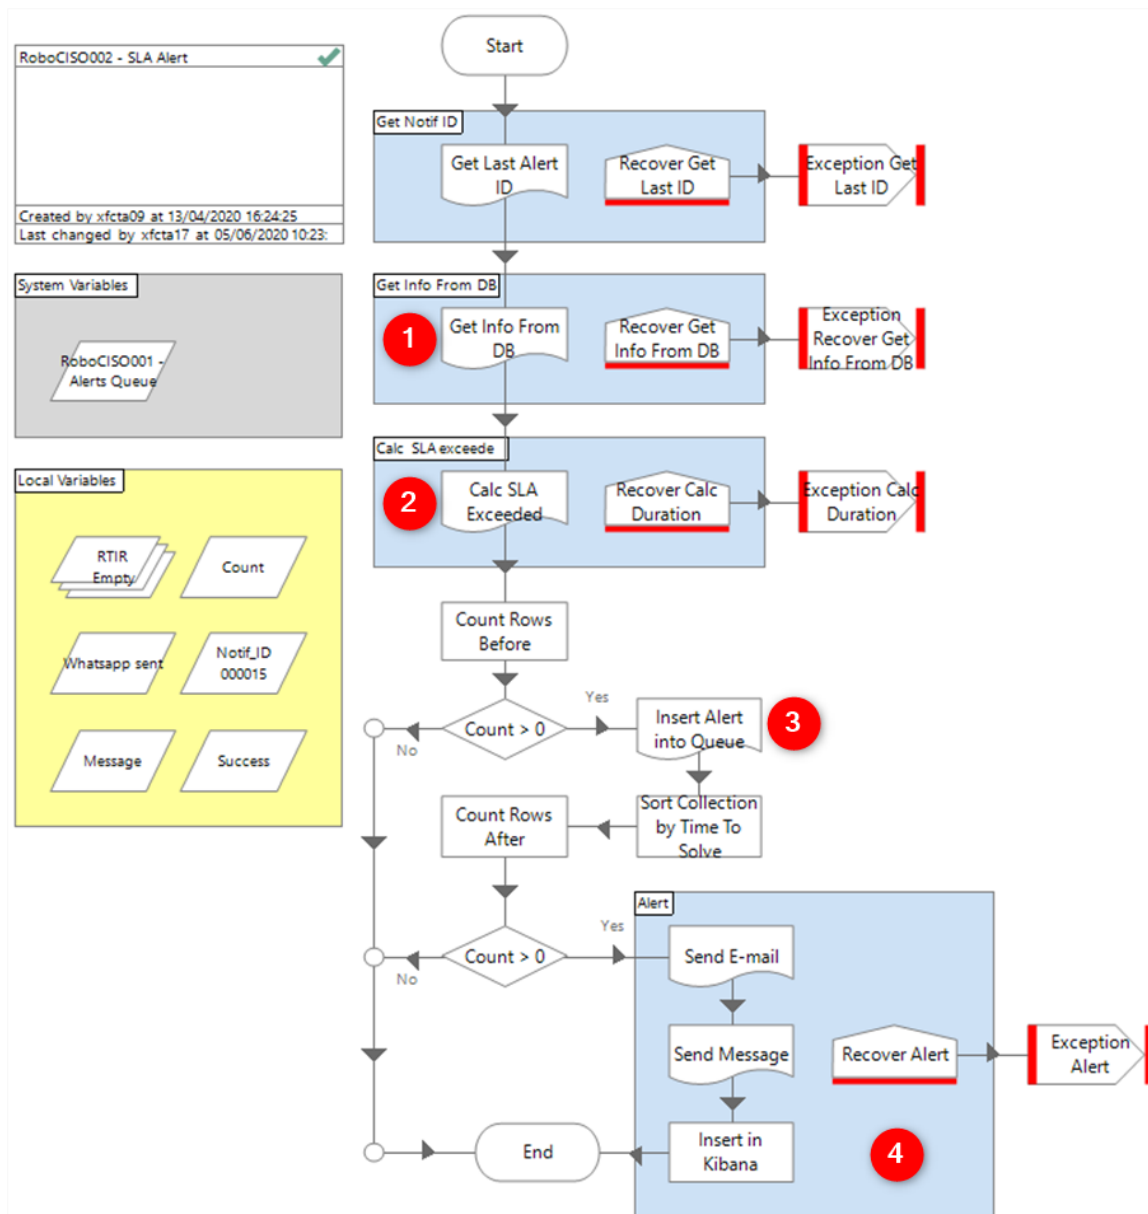 Start
RoboCISO002 - SLA Alert
Created by xfcta09 at 13/04/2020 16:24:25
Last changed by xfcta17 at 05/06/2020 10:23:
Get Notif ID
Get Last Alert
ID
Recover Get
Last ID
Exception Get
Last ID
System Variables
RoboCISO001 -
Alerts Queue
Get Info From DB
1
Get Info From
DB
Recover Get
Info From DB
Exception
Recover Get
Info From DB
Local Variables
RTIR
Empty
Count
Whatsapp sent
Notif_ID
000015
Message
Success
Calc SLA exceede
2
Calc SLA
Exceeded
Recover Calc
Duration
Exception Calc
Duration
Count Rows
Before
Count > 0
Yes
No
Insert Alert
into Queue
3
Sort Collection
by Time To
Solve
Count Rows
After
Count > 0
Yes
No
Alert
Send E-mail
Send Message
Insert in
Kibana
Recover Alert
Exception
Alert
4
End